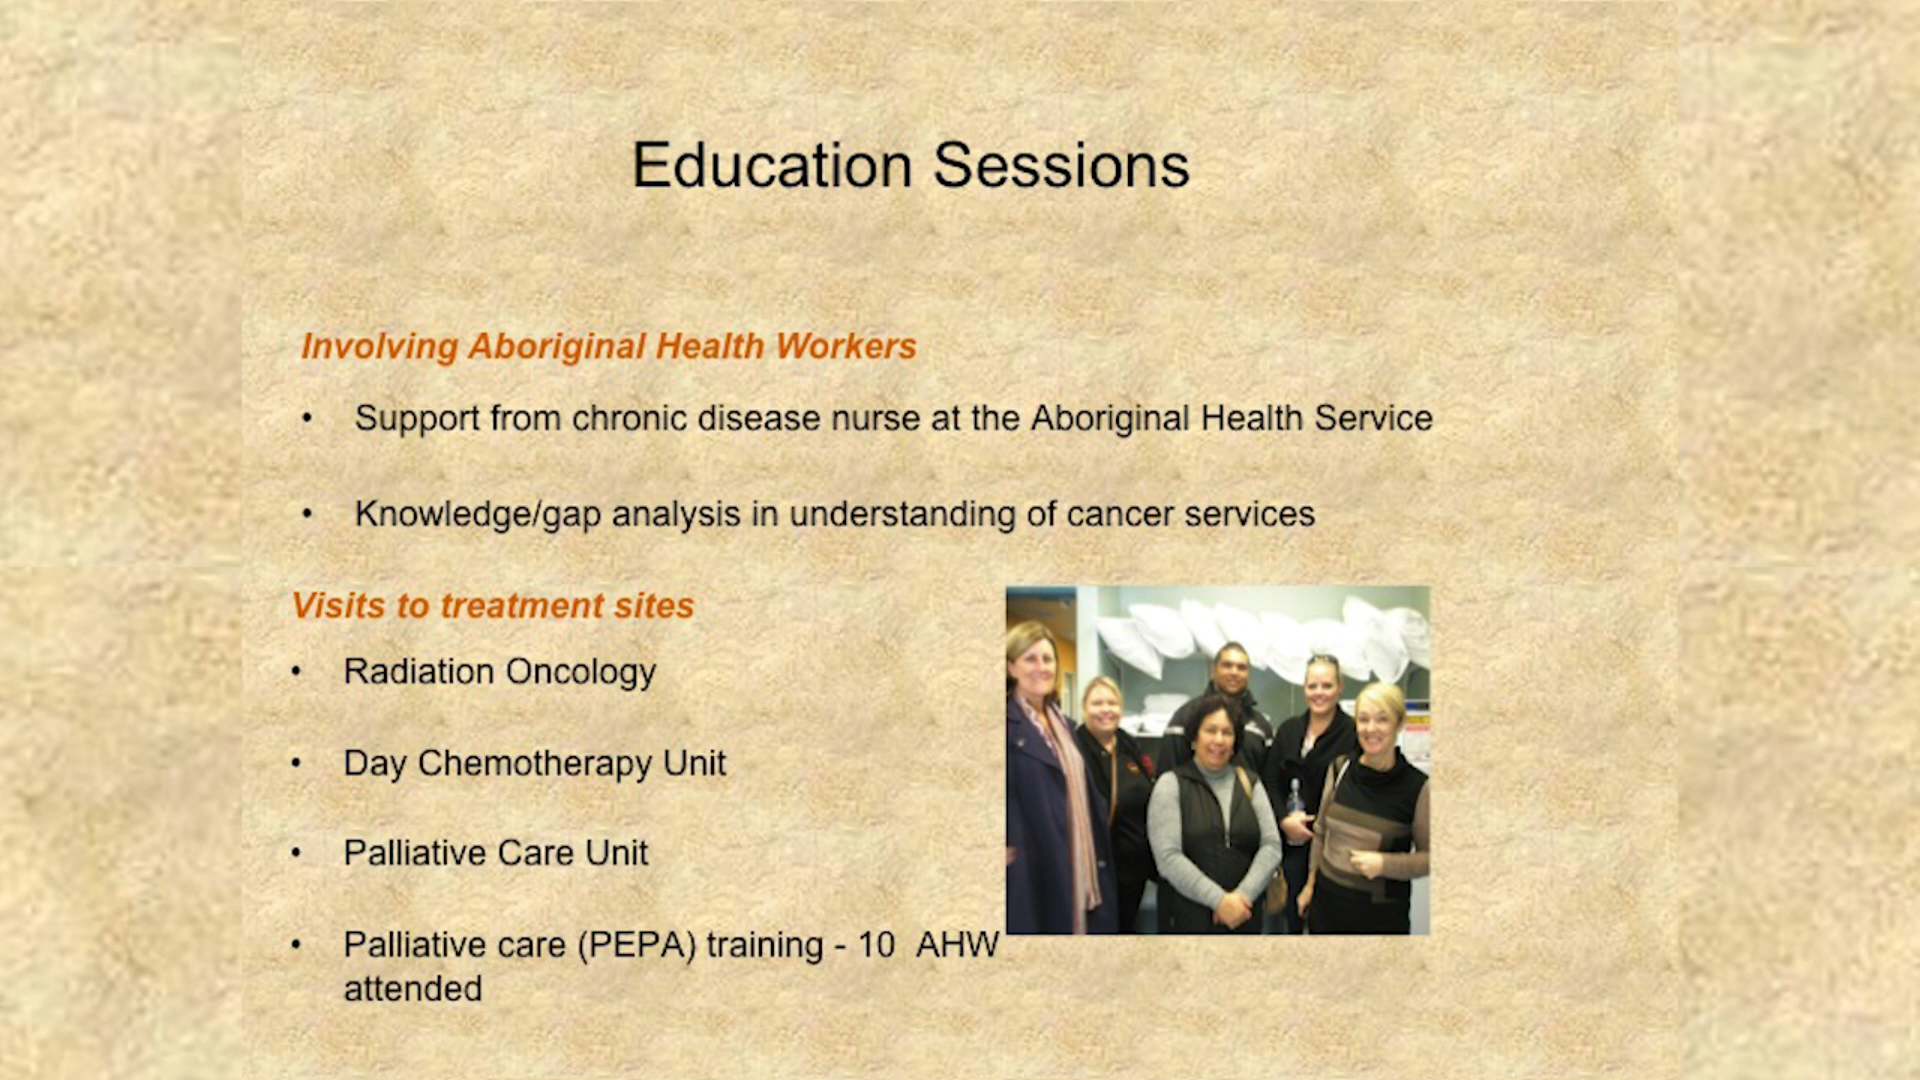 Education Sessions
Involving Aboriginal Health Workers
• Support from chronic disease nurse at the Aboriginal Health Service
• Knowledge/gap analysis in understanding of cancer services
Visits to treatment sites
• Radiation Oncology
• Day Chemotherapy Unit
• Palliative Care Unit
• Palliative care (PEPA) training - 10 AHW
attended